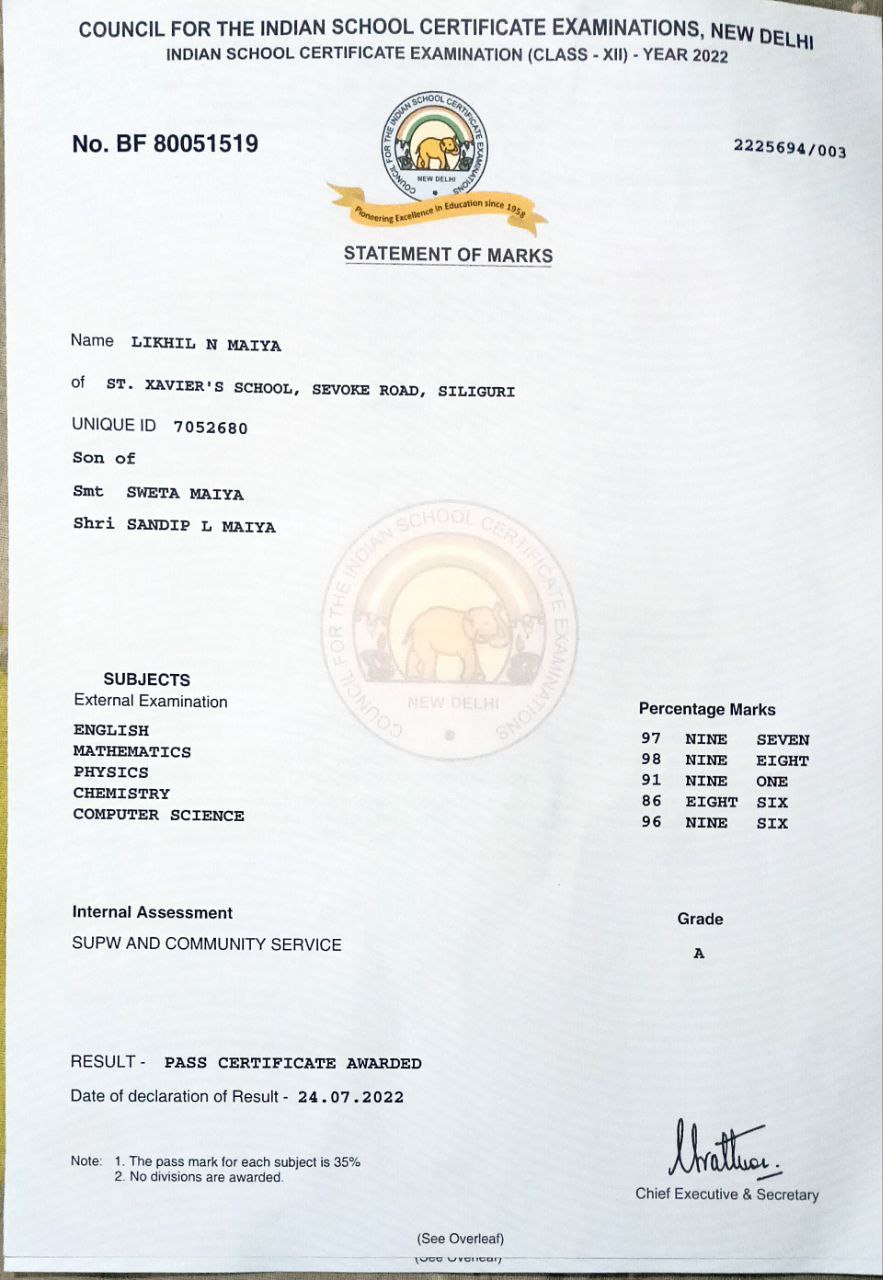 COUNCIL FOR THE INDIAN SCHOOL CERTIFICATE EXAMINATIONS, NEW DELHI
INDIAN SCHOOL CERTIFICATE EXAMINATION (CLASS - XII) - YEAR 2022
No. BF 80051519
2225694/003
COUNCIL FOR THE INDIAN SCHOOL CERTIFICATE EXAMINATIONS
NEW DELHI
Pioneering Excellence in Education since 1958
STATEMENT OF MARKS
Name LIKHIL N MAIYA
of ST. XAVIER'S SCHOOL, SEVOKE ROAD, SILIGURI
UNIQUE ID 7052680
Son of
Smt SWETA MAIYA
Shri SANDIP L MAIYA
COUNCIL FOR THE INDIAN SCHOOL CERTIFICATE EXAMINATIONS
NEW DELHI
SUBJECTS
External Examination
Percentage Marks
ENGLISH 97 NINE SEVEN
MATHEMATICS 98 NINE EIGHT
PHYSICS 91 NINE ONE
CHEMISTRY 86 EIGHT SIX
COMPUTER SCIENCE 96 NINE SIX
Internal Assessment Grade
SUPW AND COMMUNITY SERVICE A
RESULT - PASS CERTIFICATE AWARDED
Date of declaration of Result - 24.07.2022
Note: 1. The pass mark for each subject is 35%
2. No divisions are awarded.
Chief Executive & Secretary
(See Overleaf)
(See Overleaf)